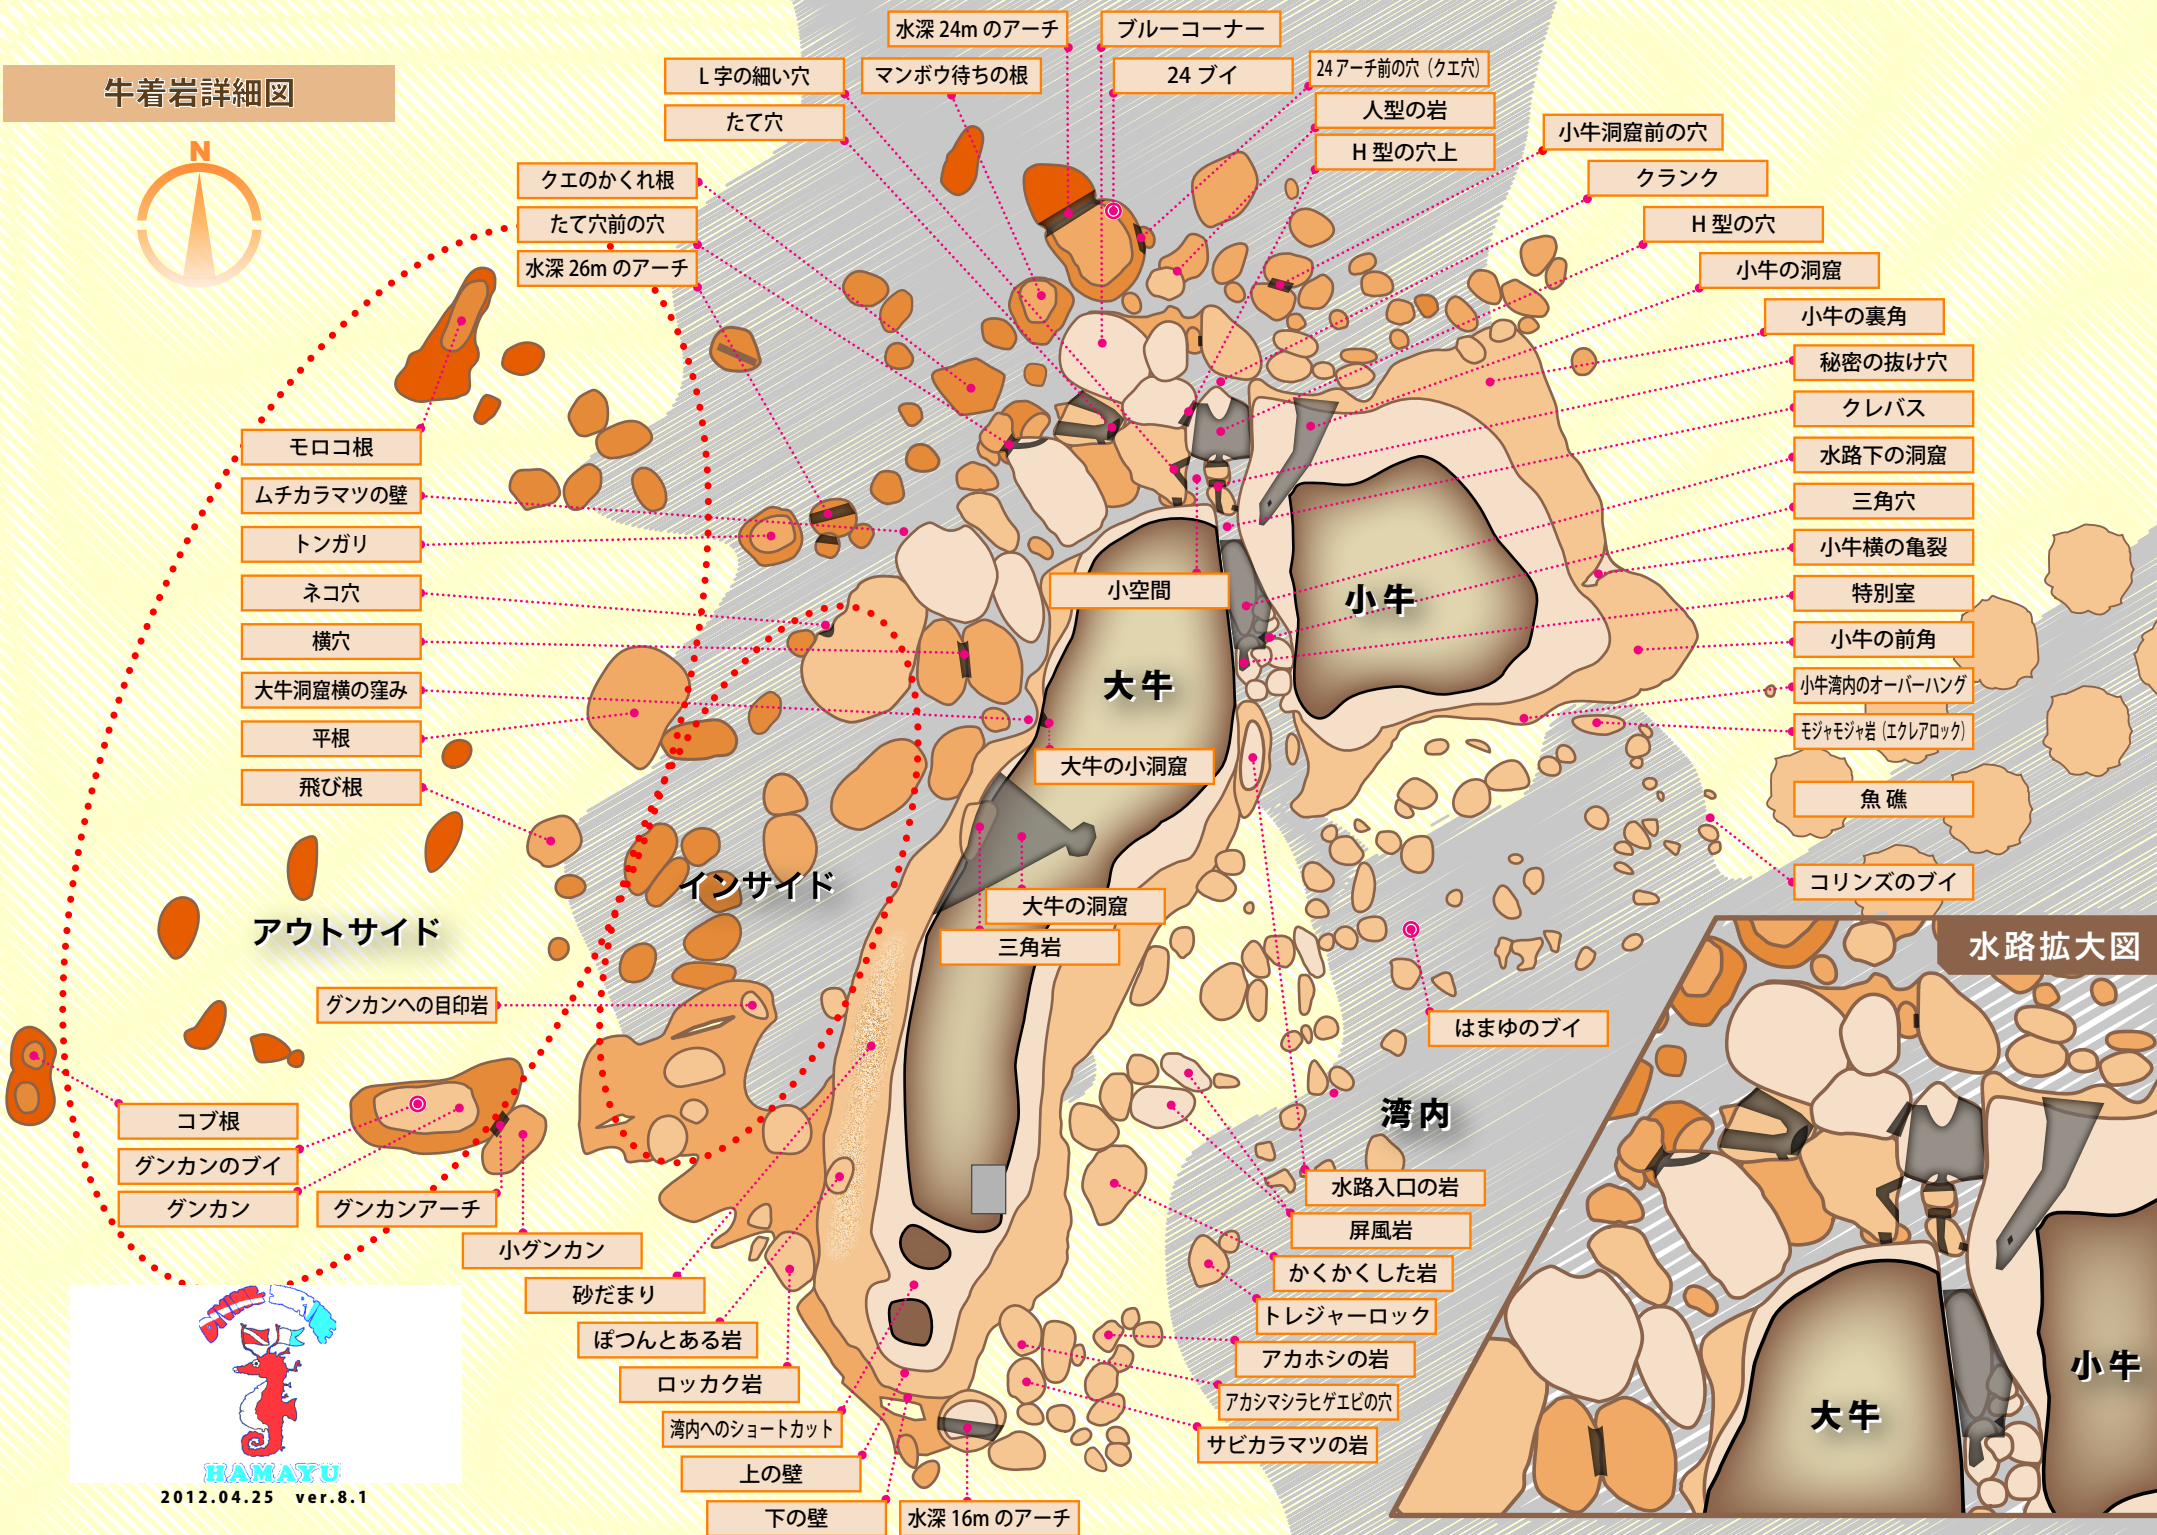 牛着岩詳細図
N
水深 24m のアーチ
ブルーコーナー
L 字の細い穴
マンボウ待ちの根
24 ブイ
24アーチ前の穴（クエ穴）
たて穴
人型の岩
H 型の穴上
小牛洞窟前の穴
クエのかくれ根
クランク
たて穴前の穴
H 型の穴
水深 26m のアーチ
小牛の洞窟
小牛の裏角
秘密の抜け穴
クレバス
水路下の洞窟
三角穴
小牛横の亀裂
特別室
小牛の前角
小牛湾内のオーバーハング
モジャモジャ岩（エクレアロック）
魚 礁
コリンズのブイ
モロコ根
ムチカラマツの壁
トンガリ
ネコ穴
横穴
大牛洞窟横の窪み
平根
飛び根
小空間
小牛
大牛
大牛の小洞窟
大牛の洞窟
三角岩
インサイド
アウトサイド
グンカンへの目印岩
はまゆのブイ
湾内
コブ根
グンカンのブイ
グンカン
グンカンアーチ
小グンカン
砂だまり
ぽつんとある岩
ロッカク岩
湾内へのショートカット
上の壁
下の壁
水深 16m のアーチ
水路入口の岩
屏風岩
かくかくした岩
トレジャーロック
アカホシの岩
アカシマシラヒゲエビの穴
サビカラマツの岩
水路拡大図
小牛
大牛
HAMAYU
2012.04.25 ver.8.1